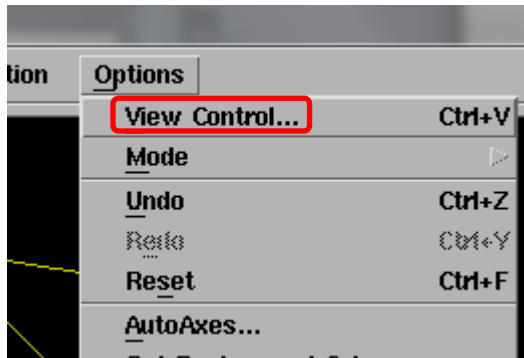 tion Options
View Control... Ctrl+V
Mode
Undo Ctrl+Z
Redo Ctrl+Y
Reset Ctrl+F
AutoAxes...